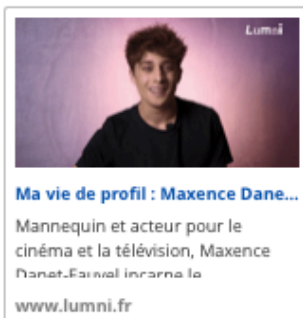 Lumni
Ma vie de profil : Maxence Dane...
Mannequin et acteur pour le
cinéma et la télévision, Maxence
Danet-Fauvel incarne le
www.lumni.fr